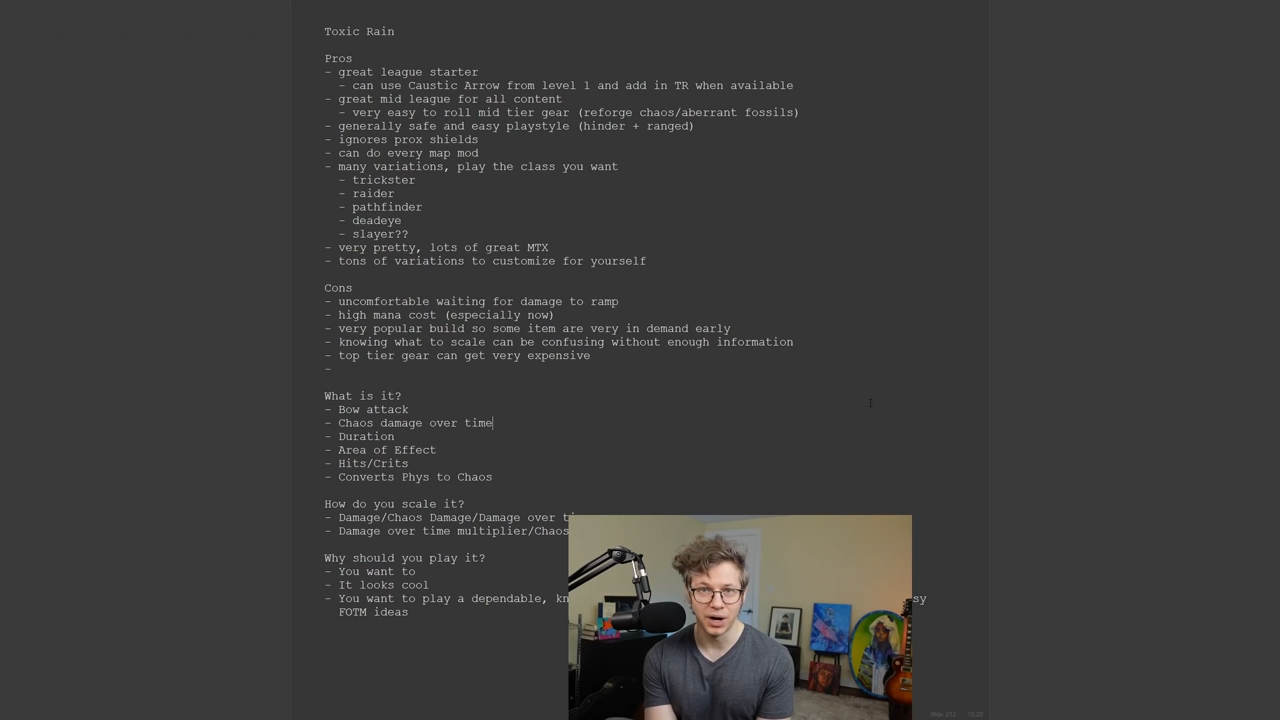 Toxic Rain
Pros
- great league starter
- can use Caustic Arrow from level 1 and add in TR when available
- great mid league for all content
- very easy to roll mid tier gear (reforge chaos/aberrant fossils)
- generally safe and easy playstyle (hinder + ranged)
- ignores prox shields
- can do every map mod
- many variations, play the class you want
- trickster
- raider
- pathfinder
- deadeye
- slayer??
- very pretty, lots of great MTX
- tons of variations to customize for yourself
Cons
- uncomfortable waiting for damage to ramp
- high mana cost (especially now)
- very popular build so some item are very in demand early
- knowing what to scale can be confusing without enough information
- top tier gear can get very expensive
-
What is it?
- Bow attack
- Chaos damage over time
- Duration
- Area of Effect
- Hits/Crits
- Converts Phys to Chaos
How do you scale it?
- Damage/Chaos Damage/Damage over
- Damage over time multiplier/Chaos
Why should you play it?
- You want to
- It looks cool
- You want to play a dependable,
FOTM ideas